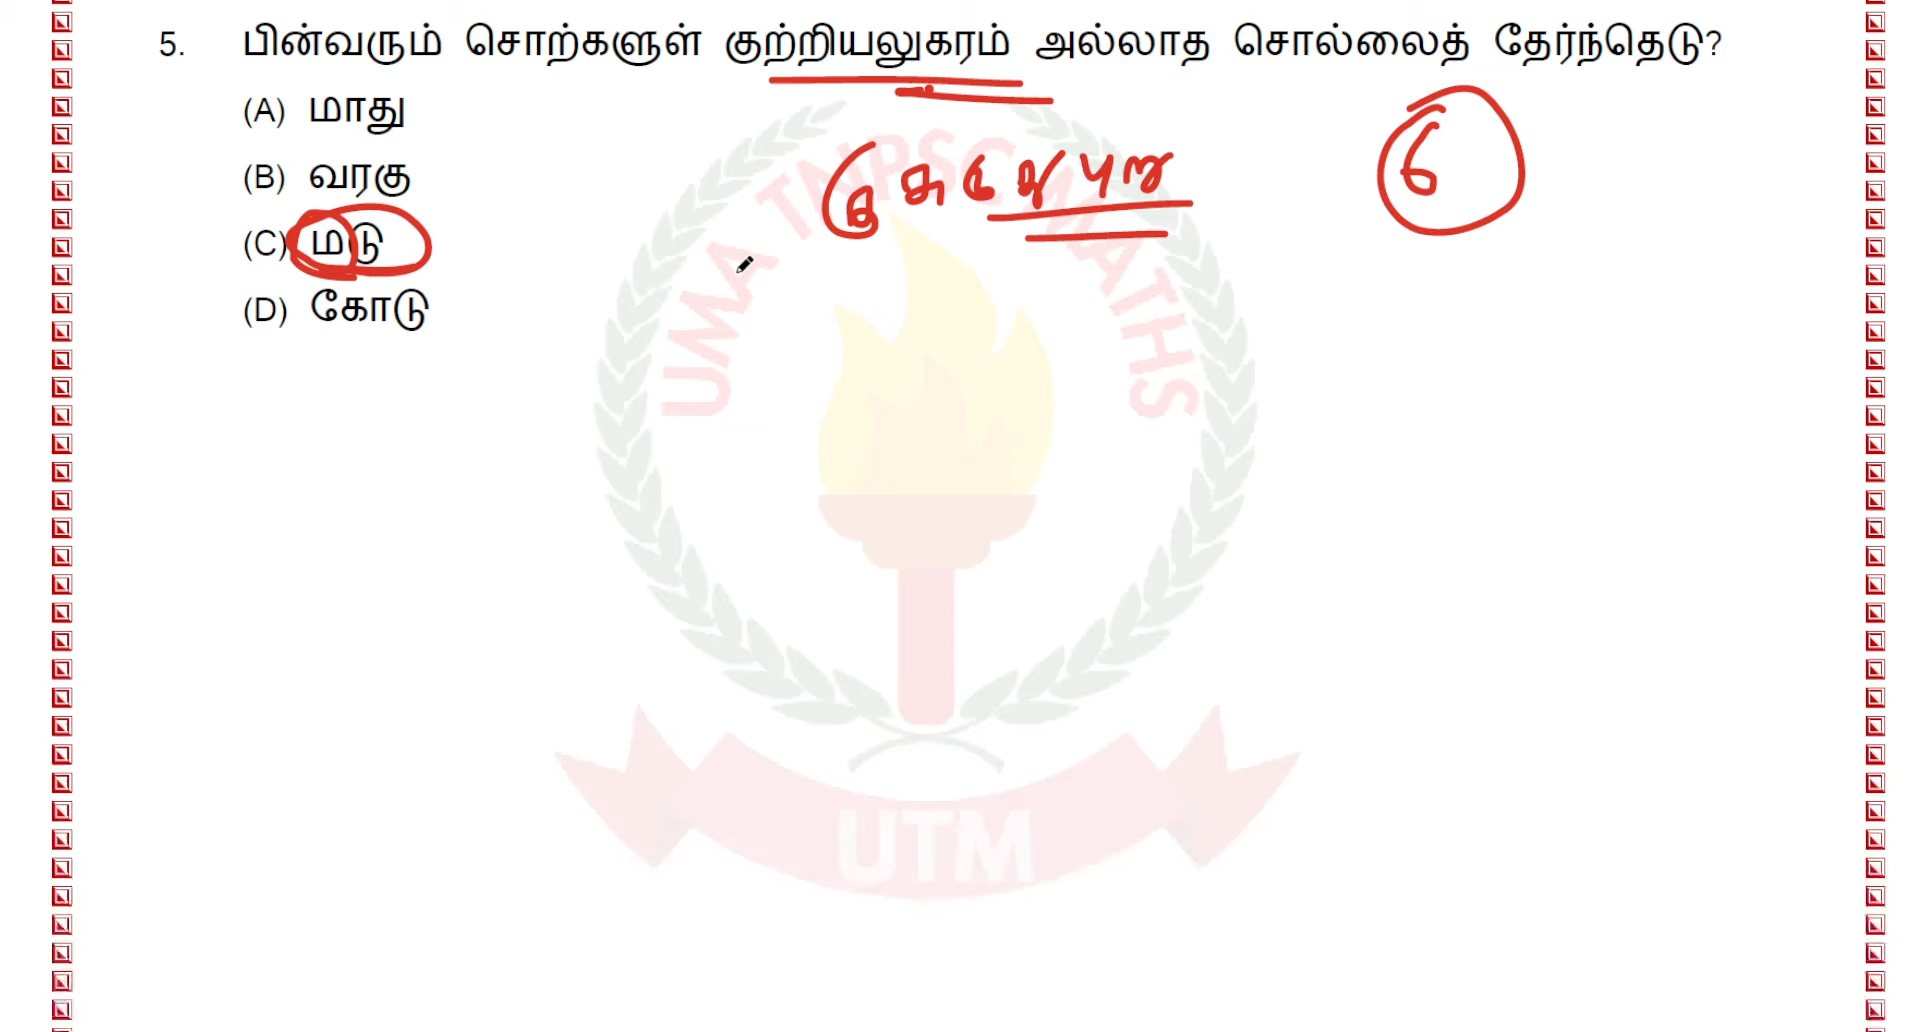 5. பின்வரும் சொற்களுள் குற்றியலுகரம் அல்லாத சொல்லைத் தேர்ந்தெடு?
(A) மாது
(B) வரகு
(C) மடு
(D) கோடு
கு சு டு து பு று
6
UMA TNPSC MATHS
UTM